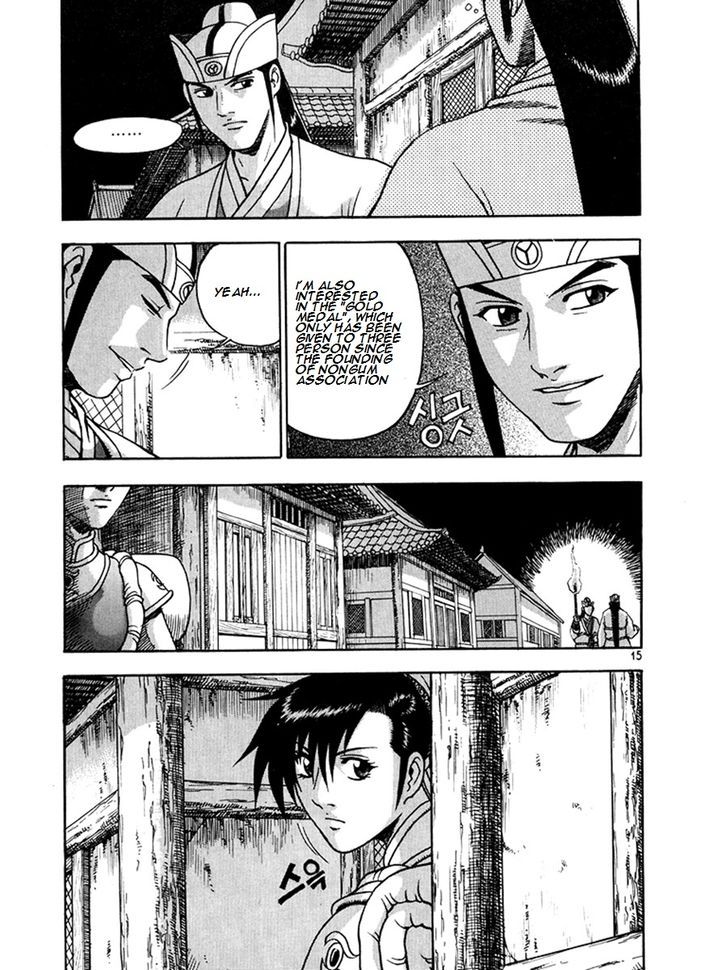 ......
I'M ALSO
INTERESTED
IN THE "GOLD
MEDAL", WHICH
ONLY HAS BEEN
GIVEN TO THREE
PERSON SINCE
THE FOUNDING
OF NONGUM
ASSOCIATION
YEAH...
싱긋
15
스윽